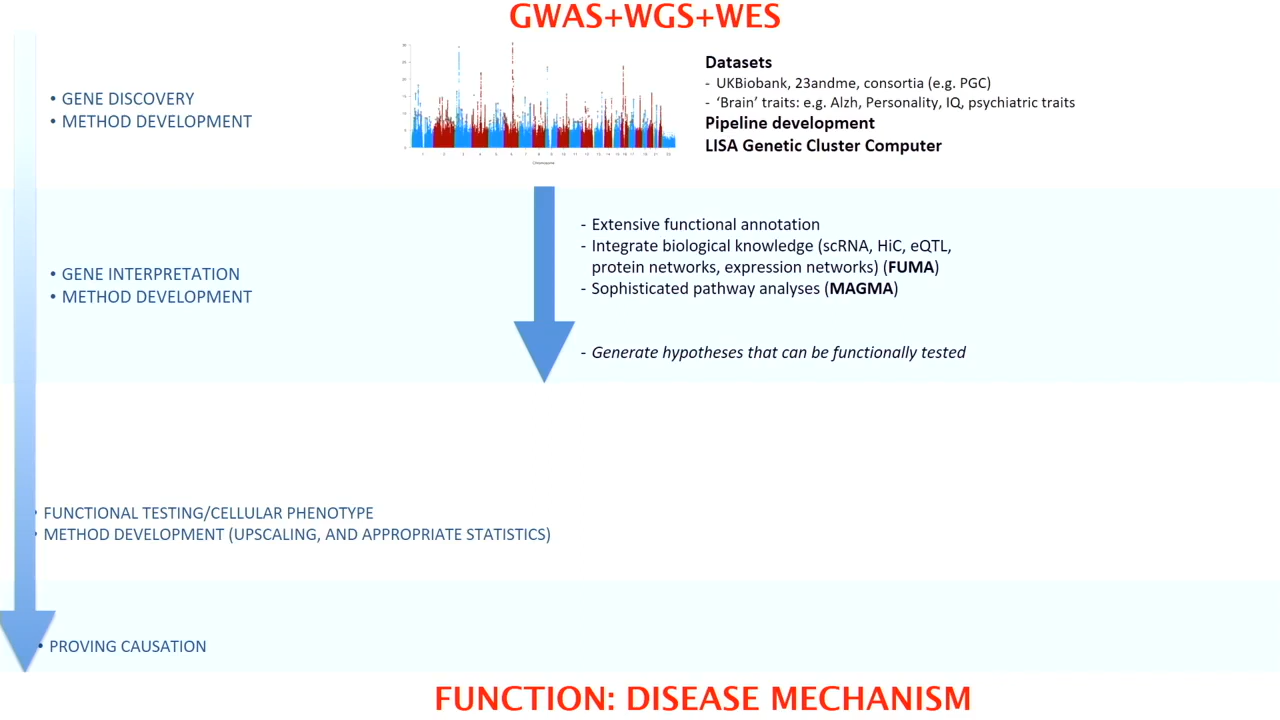 GWAS+WGS+WES
• GENE DISCOVERY
• METHOD DEVELOPMENT
Datasets
- UKBiobank, 23andme, consortia (e.g. PGC)
- ‘Brain’ traits: e.g. Alzh, Personality, IQ, psychiatric traits
Pipeline development
LISA Genetic Cluster Computer
Chromosome
• GENE INTERPRETATION
• METHOD DEVELOPMENT
- Extensive functional annotation
- Integrate biological knowledge (scRNA, HiC, eQTL,
protein networks, expression networks) (FUMA)
- Sophisticated pathway analyses (MAGMA)
- Generate hypotheses that can be functionally tested
• FUNCTIONAL TESTING/CELLULAR PHENOTYPE
• METHOD DEVELOPMENT (UPSCALING, AND APPROPRIATE STATISTICS)
• PROVING CAUSATION
FUNCTION: DISEASE MECHANISM